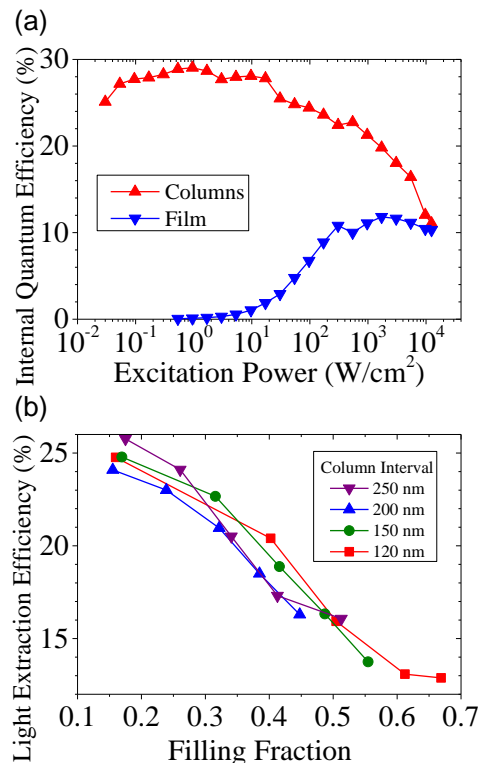 (a)
Internal Quantum Efficiency (%)
30
20
10
0
Columns
Film
10⁻² 10⁻¹ 10⁰ 10¹ 10² 10³ 10⁴
Excitation Power (W/cm²)
(b)
Light Extraction Efficiency (%)
25
20
15
Column Interval
250 nm
200 nm
150 nm
120 nm
0.1 0.2 0.3 0.4 0.5 0.6 0.7
Filling Fraction